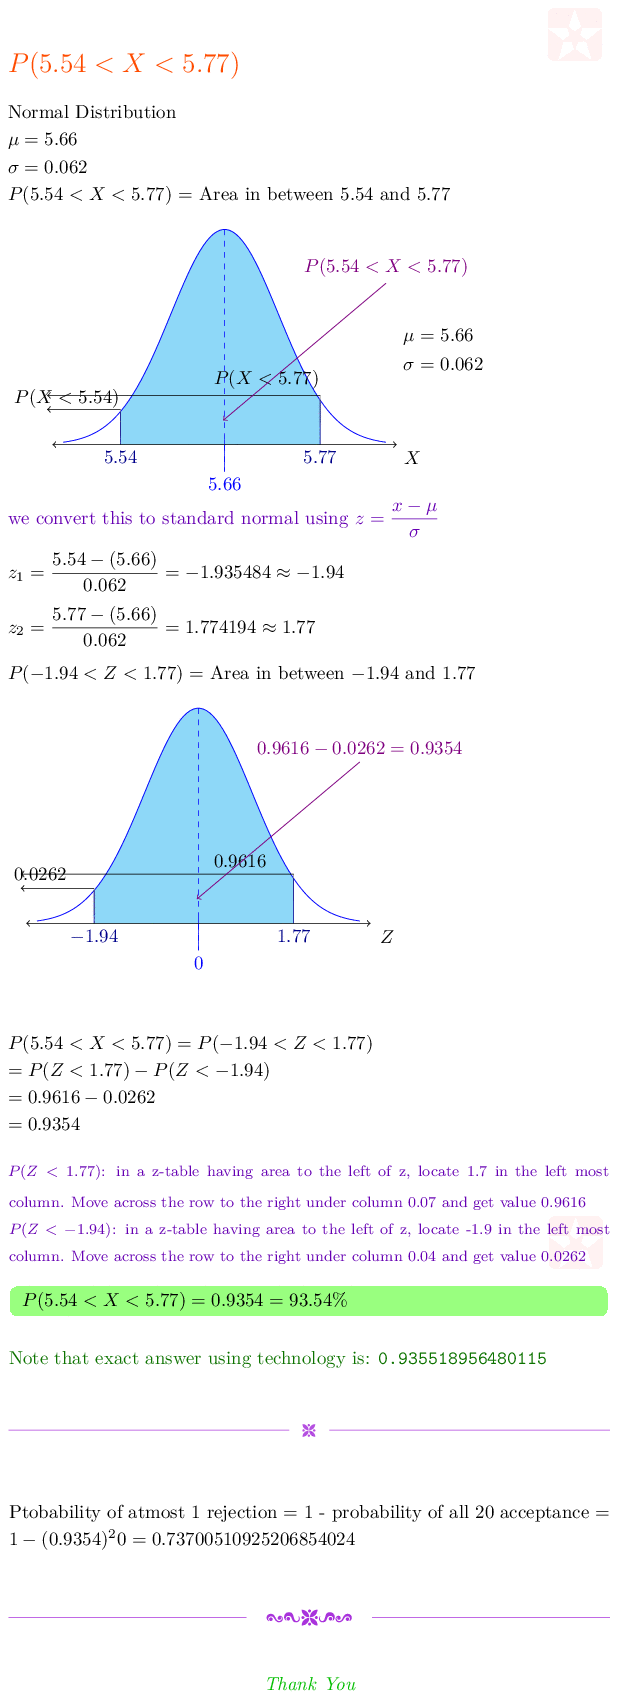 P(5.54 < X < 5.77)
Normal Distribution
μ = 5.66
σ = 0.062
P(5.54 < X < 5.77) = Area in between 5.54 and 5.77
P(5.54 < X < 5.77)
μ = 5.66
σ = 0.062
P(X < 5.77)
P(X < 5.54)
5.54
5.77
X
5.66
we convert this to standard normal using z = (x − μ)/σ
z₁ = (5.54 − (5.66))/0.062 = −1.935484 ≈ −1.94
z₂ = (5.77 − (5.66))/0.062 = 1.774194 ≈ 1.77
P(−1.94 < Z < 1.77) = Area in between −1.94 and 1.77
0.9616 − 0.0262 = 0.9354
0.9616
0.0262
−1.94
1.77
Z
0
P(5.54 < X < 5.77) = P(−1.94 < Z < 1.77)
= P(Z < 1.77) − P(Z < −1.94)
= 0.9616 − 0.0262
= 0.9354
P(Z < 1.77): in a z-table having area to the left of z, locate 1.7 in the left most
column. Move across the row to the right under column 0.07 and get value 0.9616
P(Z < −1.94): in a z-table having area to the left of z, locate -1.9 in the left most
column. Move across the row to the right under column 0.04 and get value 0.0262
P(5.54 < X < 5.77) = 0.9354 = 93.54%
Note that exact answer using technology is: 0.935518956480115
Ptobability of atmost 1 rejection = 1 - probability of all 20 acceptance =
1 − (0.9354)²0 = 0.73700510925206854024
Thank You